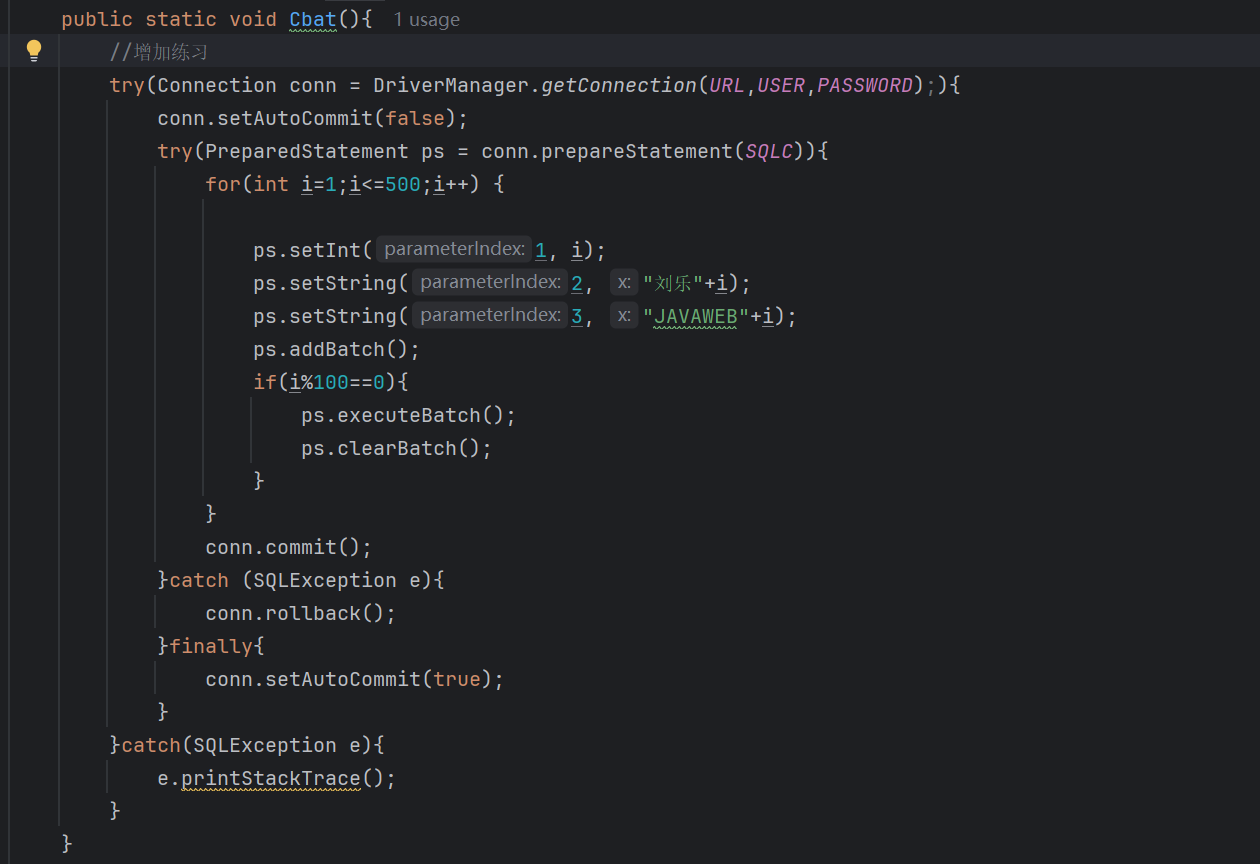 public static void Cbat(){ 1 usage
//增加练习
try(Connection conn = DriverManager.getConnection(URL,USER,PASSWORD);){
conn.setAutoCommit(false);
try(PreparedStatement ps = conn.prepareStatement(SQLC)){
for(int i=1;i<=500;i++) {
ps.setInt( parameterIndex: 1, i);
ps.setString( parameterIndex: 2, x: "刘乐"+i);
ps.setString( parameterIndex: 3, x: "JAVAWEB"+i);
ps.addBatch();
if(i%100==0){
ps.executeBatch();
ps.clearBatch();
}
}
conn.commit();
}catch (SQLException e){
conn.rollback();
}finally{
conn.setAutoCommit(true);
}
}catch(SQLException e){
e.printStackTrace();
}
}